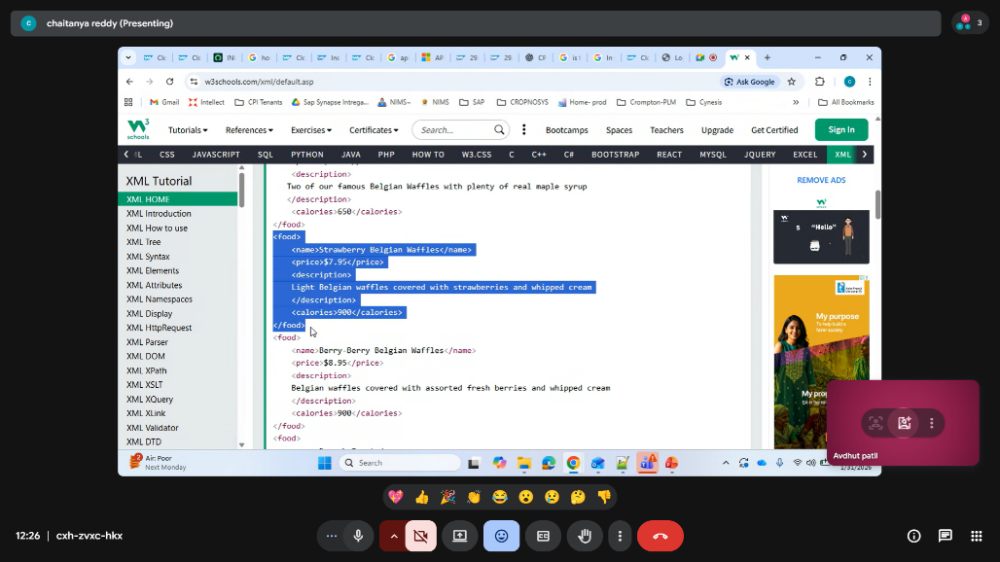 chaitanya reddy (Presenting)
3
w3schools.com/xml/default.asp
Ask Google
Gmail
Intellect
CPI Tenants
Sap Synapse Intrega...
NIMS~
NIMS
SAP
CROPNOSYS
Home- prod
Crompton-PLM
Cynesis
All Bookmarks
W3 schools
Tutorials
References
Exercises
Certificates
Search...
Bootcamps
Spaces
Teachers
Upgrade
Get Certified
Sign In
CSS
JAVASCRIPT
SQL
PYTHON
JAVA
PHP
HOW TO
W3.CSS
C
C++
C#
BOOTSTRAP
REACT
MYSQL
JQUERY
EXCEL
XML
XML Tutorial
XML HOME
XML Introduction
XML How to use
XML Tree
XML Syntax
XML Elements
XML Attributes
XML Namespaces
XML Display
XML HttpRequest
XML Parser
XML DOM
XML XPath
XML XSLT
XML XQuery
XML XLink
XML Validator
XML DTD
<description>
Two of our famous Belgian Waffles with plenty of real maple syrup
</description>
<calories>650</calories>
</food>
<food>
<name>Strawberry Belgian Waffles</name>
<price>$7.95</price>
<description>
Light Belgian waffles covered with strawberries and whipped cream
</description>
<calories>900</calories>
</food>
<food>
<name>Berry-Berry Belgian Waffles</name>
<price>$8.95</price>
<description>
Belgian waffles covered with assorted fresh berries and whipped cream
</description>
<calories>900</calories>
</food>
<food>
REMOVE ADS
5 "Hello"
My purpose
Avdhut patil
Air: Poor
Next Monday
Search
1/31/2026
12:26
cxh-zvxc-hkx